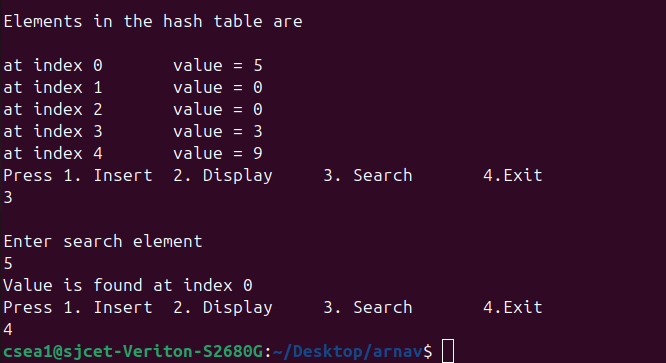 Elements in the hash table are
at index 0       value = 5
at index 1       value = 0
at index 2       value = 0
at index 3       value = 3
at index 4       value = 9
Press 1. Insert  2. Display     3. Search       4.Exit
3
Enter search element
5
Value is found at index 0
Press 1. Insert  2. Display     3. Search       4.Exit
4
csea1@sjcet-Veriton-S2680G:~/Desktop/arnav$